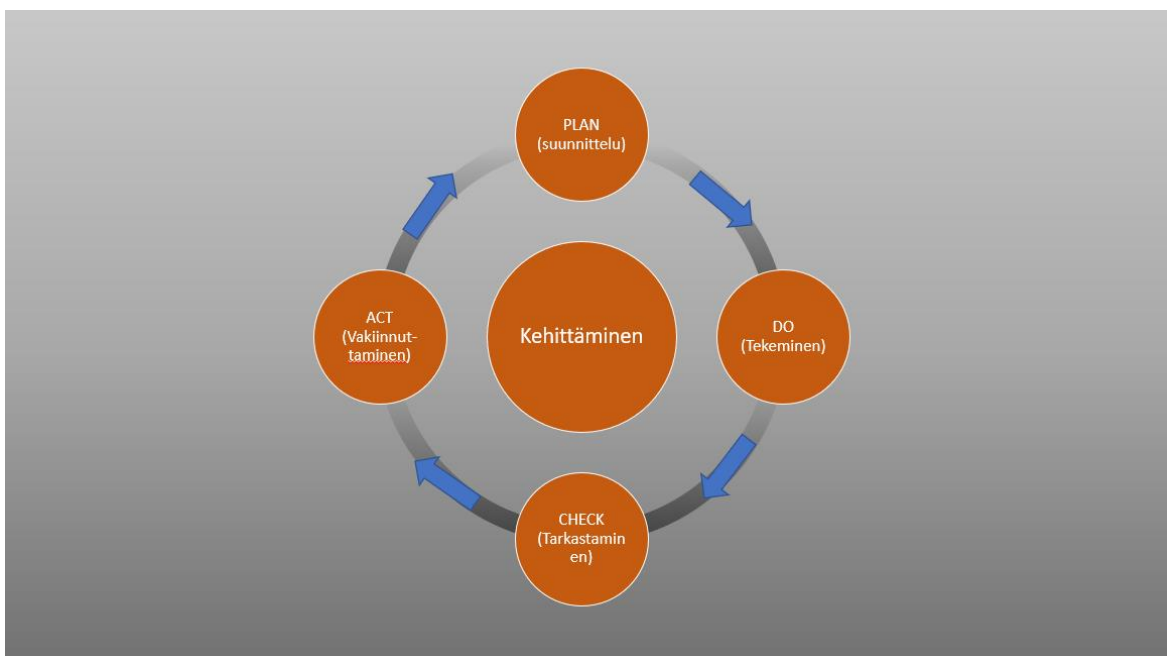 PLAN
(suunnittelu)
ACT
(Vakiinnut-
taminen)
Kehittäminen
DO
(Tekeminen)
CHECK
(Tarkastamin
en)